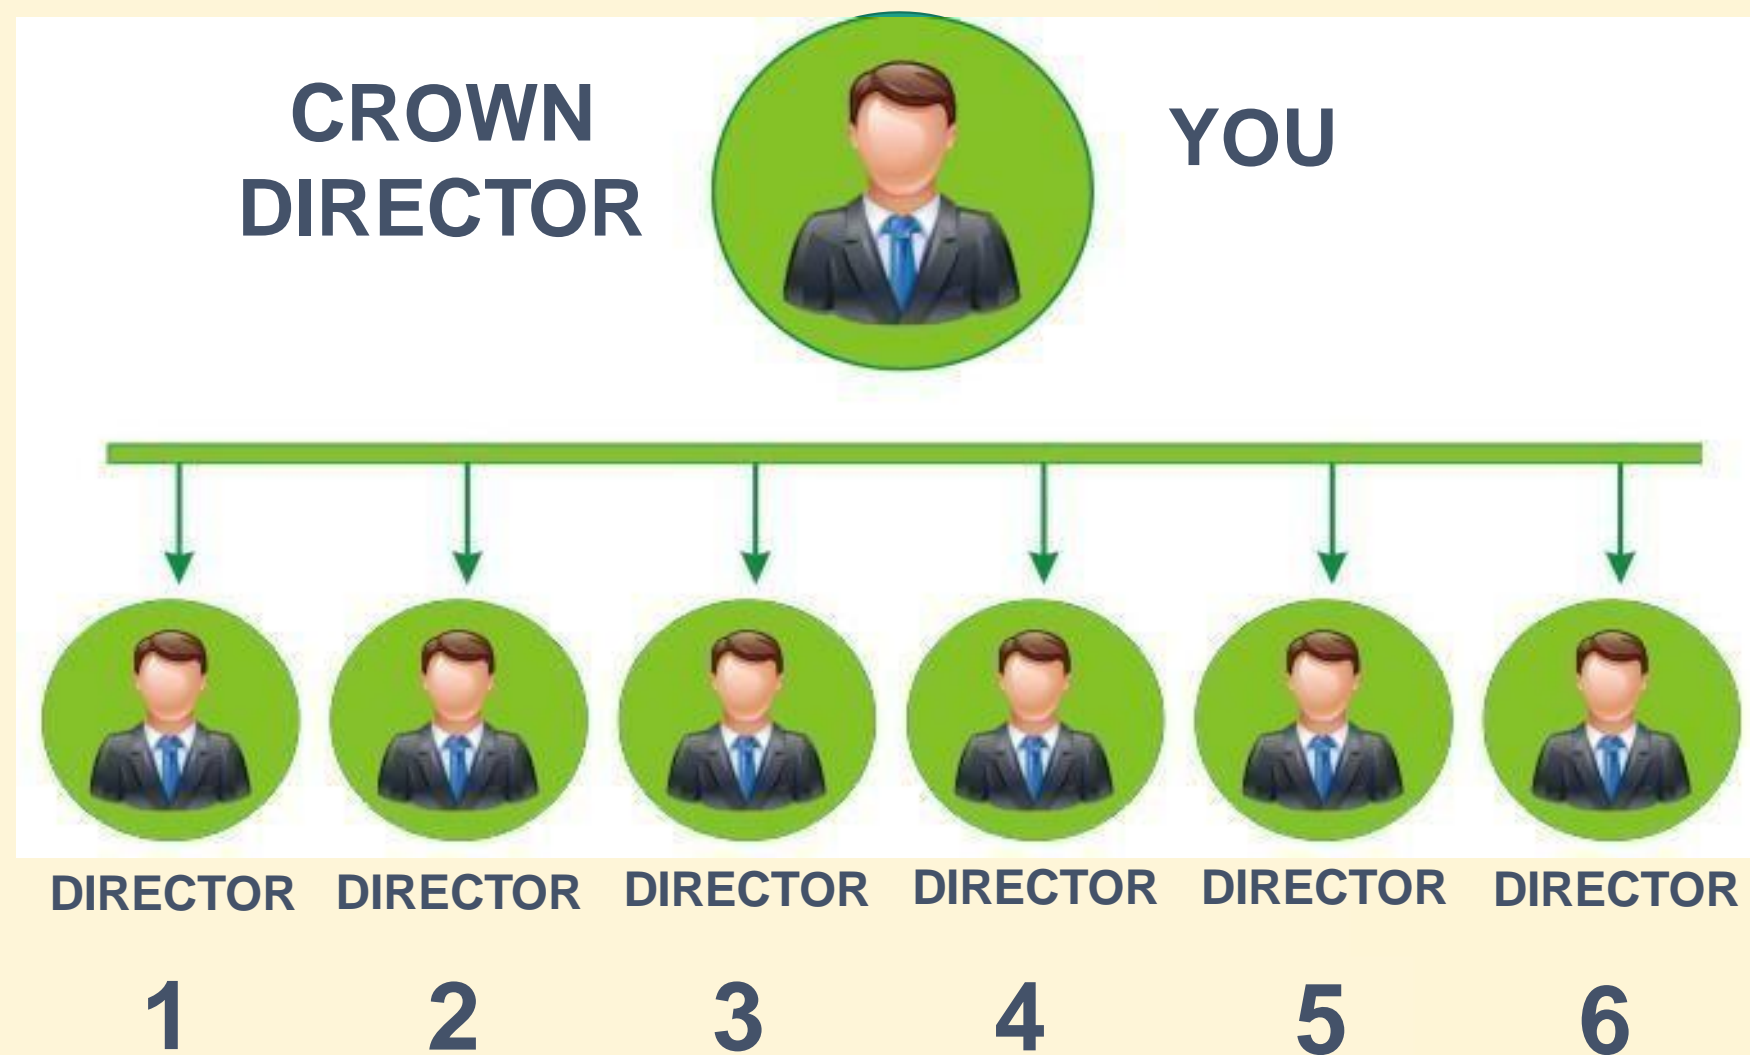 CROWN
DIRECTOR
YOU
DIRECTOR DIRECTOR DIRECTOR DIRECTOR DIRECTOR DIRECTOR
1 2 3 4 5 6